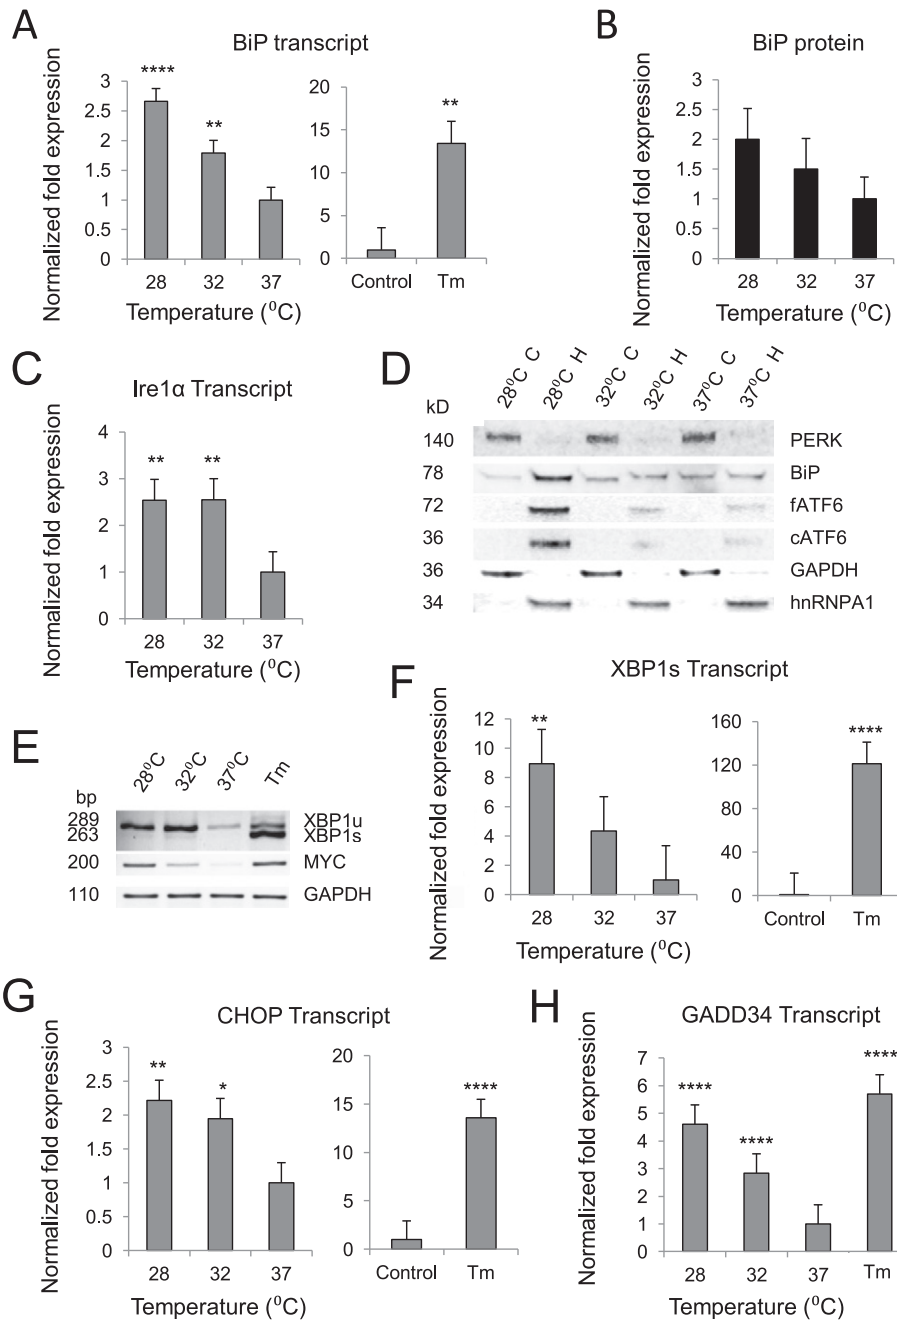 A
BiP transcript
Normalized fold expression
3
2.5
2
1.5
1
0.5
0
****
**
28
32
37
Temperature (⁰C)
20
15
10
5
0
**
Control
Tm
B
BiP protein
Normalized fold expression
3
2.5
2
1.5
1
0.5
0
28
32
37
Temperature (⁰C)
C
Ire1α Transcript
Normalized fold expression
4
3
2
1
0
**
**
28
32
37
Temperature (⁰C)
D
kD
28⁰C C
28⁰C H
32⁰C C
32⁰C H
37⁰C C
37⁰C H
140 PERK
78 BiP
72 fATF6
36 cATF6
36 GAPDH
34 hnRNPA1
E
bp
28⁰C
32⁰C
37⁰C
Tm
289 XBP1u
263 XBP1s
200 MYC
110 GAPDH
F
XBP1s Transcript
Normalized fold expression
12
10
8
6
4
2
0
**
28
32
37
Temperature (⁰C)
160
120
80
40
0
****
Control
Tm
G
CHOP Transcript
Normalized fold expression
3
2.5
2
1.5
1
0.5
0
**
*
28
32
37
Temperature (⁰C)
20
15
10
5
0
****
Control
Tm
H
GADD34 Transcript
Normalized fold expression
7
6
5
4
3
2
1
0
****
****
****
28
32
37
Tm
Temperature (⁰C)